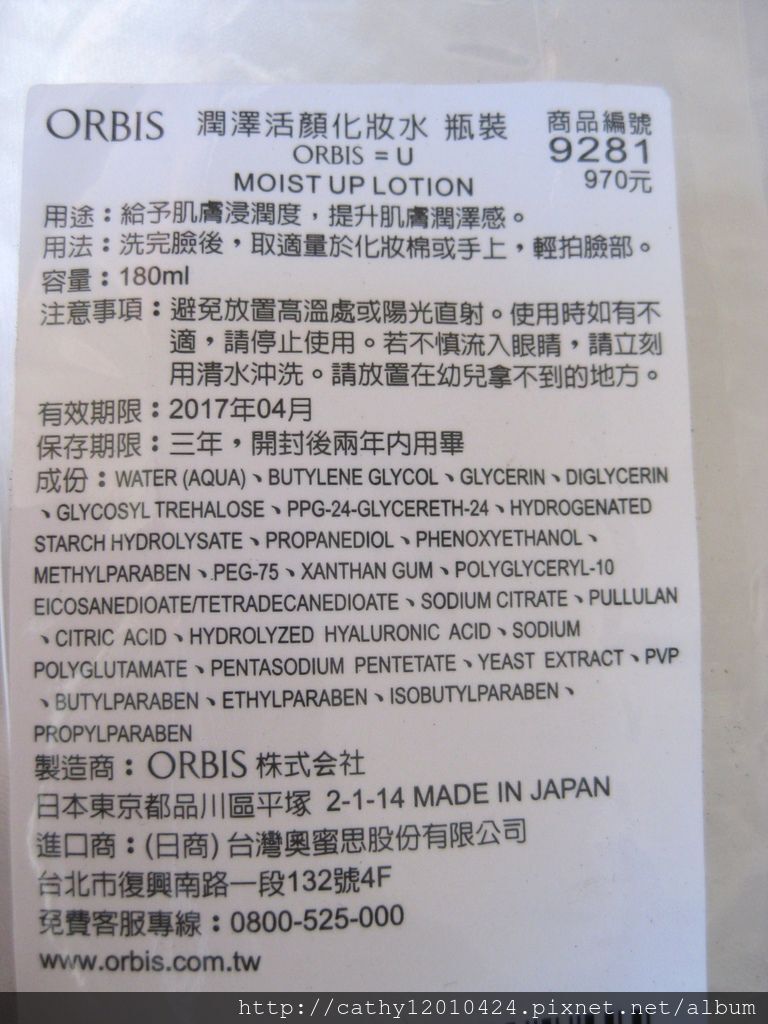 ORBIS 潤澤活顏化妝水 瓶裝 商品編號
ORBIS = U 9281
MOIST UP LOTION 970元
用途：給予肌膚浸潤度，提升肌膚潤澤感。
用法：洗完臉後，取適量於化妝棉或手上，輕拍臉部。
容量：180ml
注意事項：避免放置高溫處或陽光直射。使用時如有不
適，請停止使用。若不慎流入眼睛，請立刻
用清水沖洗。請放置在幼兒拿不到的地方。
有效期限：2017年04月
保存期限：三年，開封後兩年內用畢
成份：WATER (AQUA)、BUTYLENE GLYCOL、GLYCERIN、DIGLYCERIN
、GLYCOSYL TREHALOSE、PPG-24-GLYCERETH-24、HYDROGENATED
STARCH HYDROLYSATE、PROPANEDIOL、PHENOXYETHANOL、
METHYLPARABEN、PEG-75、XANTHAN GUM、POLYGLYCERYL-10
EICOSANEDIOATE/TETRADECANEDIOATE、SODIUM CITRATE、PULLULAN
、CITRIC ACID、HYDROLYZED HYALURONIC ACID、SODIUM
POLYGLUTAMATE、PENTASODIUM PENTETATE、YEAST EXTRACT、PVP
、BUTYLPARABEN、ETHYLPARABEN、ISOBUTYLPARABEN、
PROPYLPARABEN
製造商：ORBIS 株式会社
日本東京都品川區平塚 2-1-14 MADE IN JAPAN
進口商：(日商) 台灣奧蜜思股份有限公司
台北市復興南路一段132號4F
免費客服專線：0800-525-000
www.orbis.com.tw
http://cathy12010424.pixnet.net/album